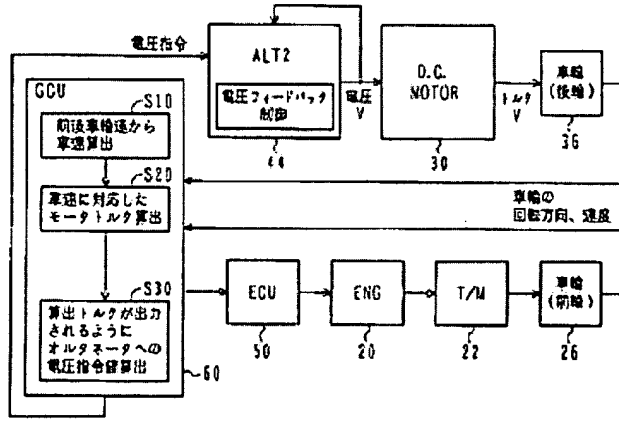 電圧指令
ALT2
電圧フィードバック
制御
44
電圧
V
D.C.
MOTOR
30
トルク
V
車輪
(後輪)
36
GCU
S10
前後車輪速から
車速算出
S20
車速に対応した
モータトルク算出
S30
算出トルクが出力
されるように
オルタネータへの
電圧指令値算出
60
車輪の
回転方向、速度
ECU
50
ENG
20
T/M
22
車輪
(前輪)
26